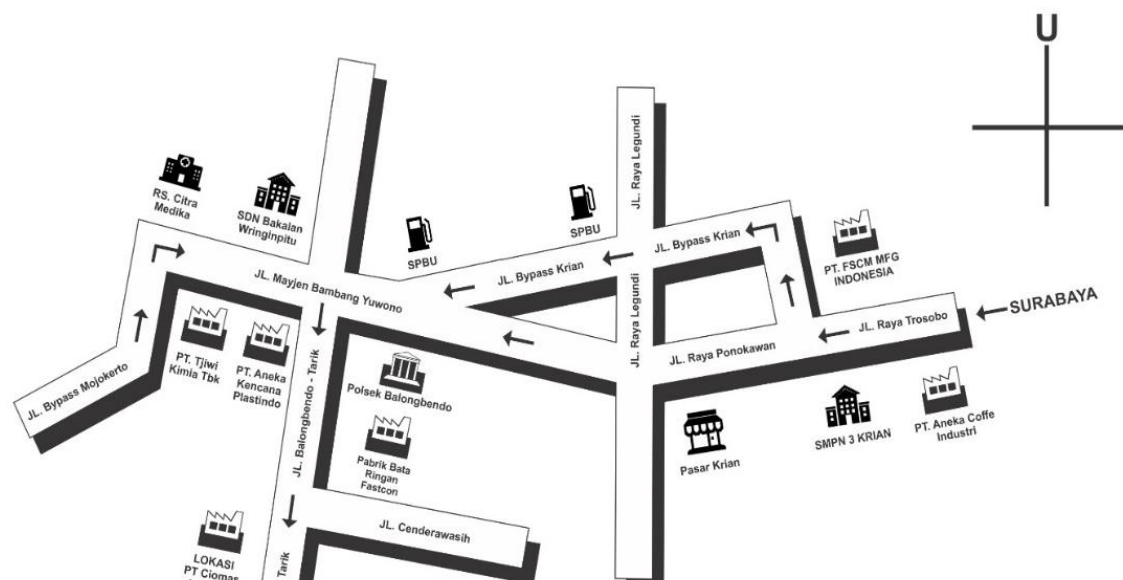 U
JL. Raya Legundi
RS. Citra
Medika
SDN Bakalan
Wringinpitu
SPBU
SPBU
JL. Bypass Krian
PT. FSCM MFG
INDONESIA
JL. Bypass Krian
JL. Mayjen Bambang Yuwono
SURABAYA
JL. Raya Legundi
JL. Raya Trosobo
JL. Raya Ponokawan
PT. Tjiwi
Kimia Tbk
PT. Aneka
Kencana
Plastindo
JL. Bypass Mojokerto
Polsek Balongbendo
JL. Balongbendo - Tarik
Pabrik Bata
Ringan
Fastcon
Pasar Krian
SMPN 3 KRIAN
PT. Aneka Coffe
Industri
JL. Cenderawasih
LOKASI
PT Ciomas
Tarik